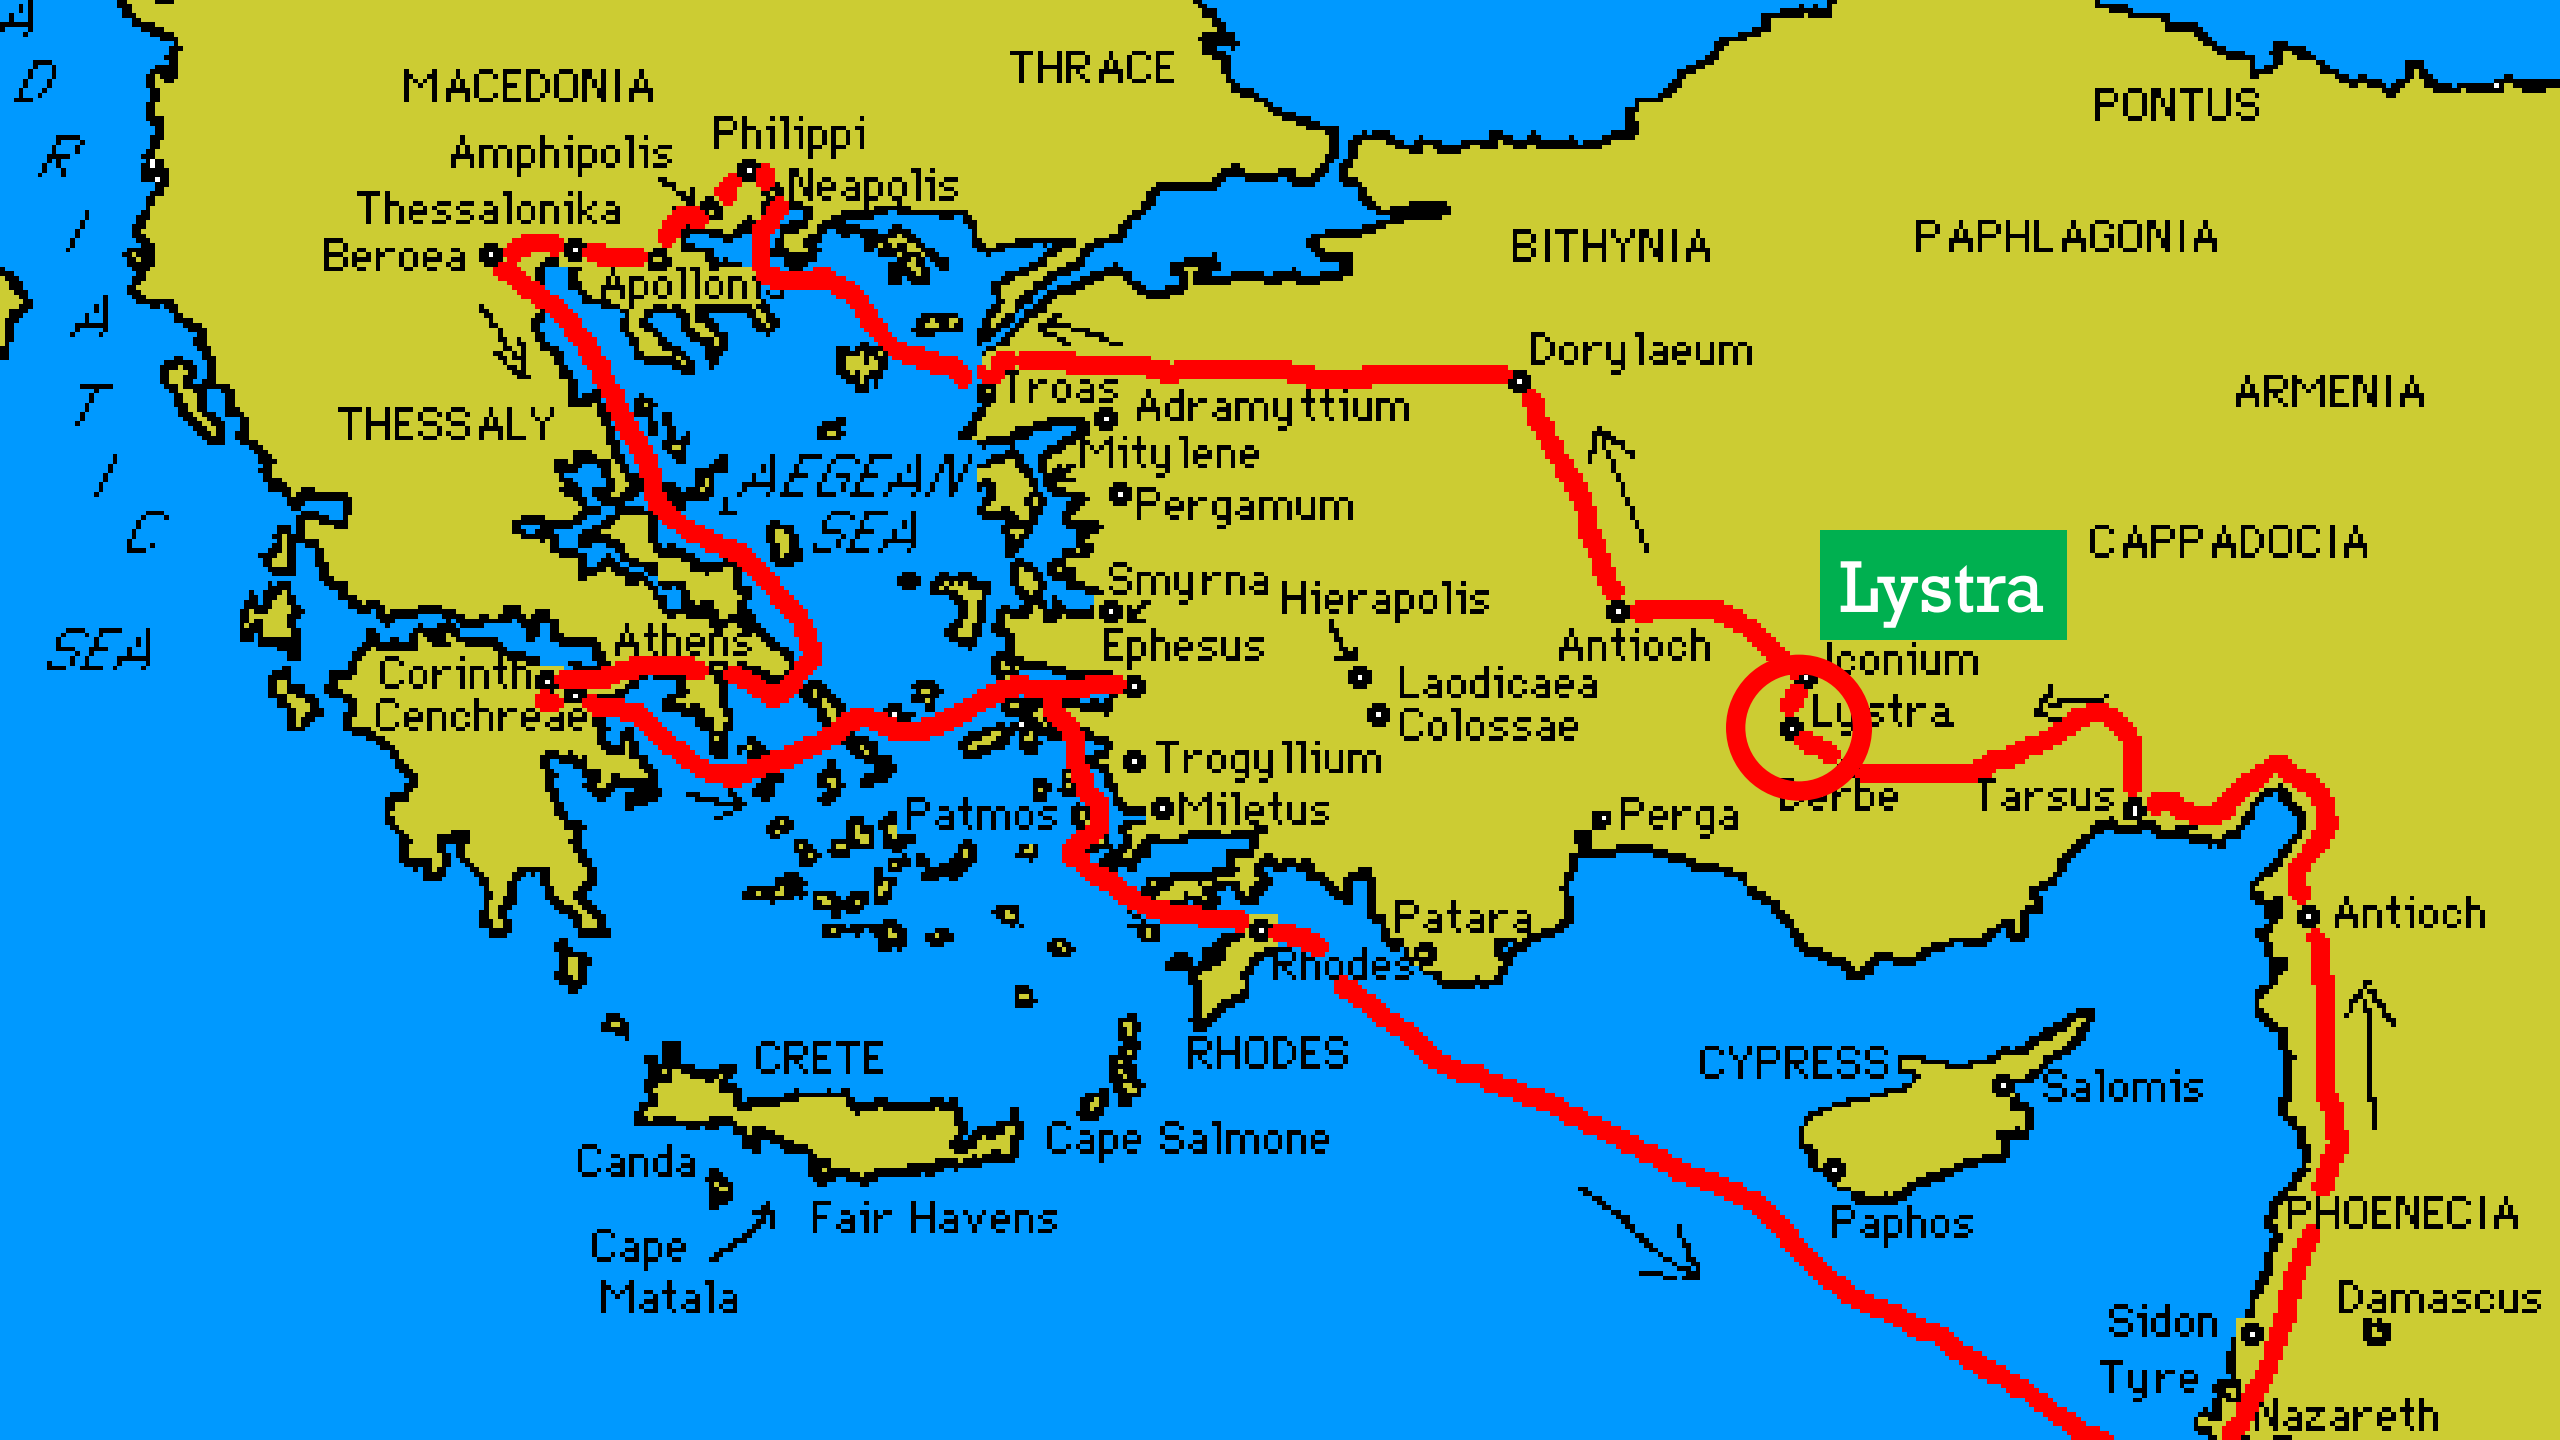 ADRIATIC SEA
MACEDONIA
THRACE
PONTUS
Philippi
Amphipolis
Neapolis
Thessalonika
Beroea
Apollonia
BITHYNIA
PAPHLAGONIA
Dorylaeum
Troas
Adramyttium
ARMENIA
THESSALY
Mitylene
AEGEAN
SEA
Pergamum
CAPPADOCIA
Smyrna
Hierapolis
Lystra
Athens
Ephesus
Antioch
Iconium
Corinth
Laodicaea
Cenchreae
Colossae
Lystra
Trogyllium
Derbe
Tarsus
Patmos
Miletus
Perga
Patara
Antioch
Rhodes
RHODES
CRETE
CYPRESS
Salomis
Cape Salmone
Canda
Fair Havens
Paphos
PHOENECIA
Cape
Matala
Damascus
Sidon
Tyre
Nazareth